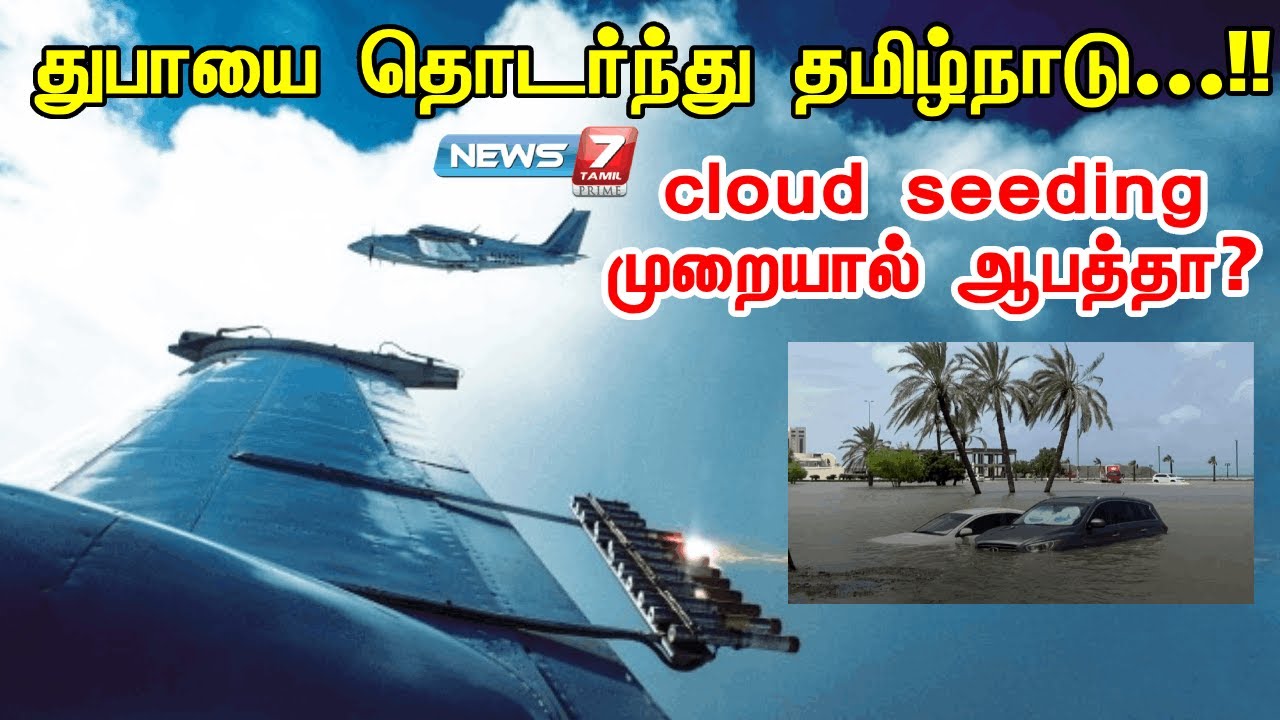 துபாயை தொடர்ந்து தமிழ்நாடு...!!
NEWS 7
TAMIL
PRIME
cloud seeding
முறையால் ஆபத்தா?